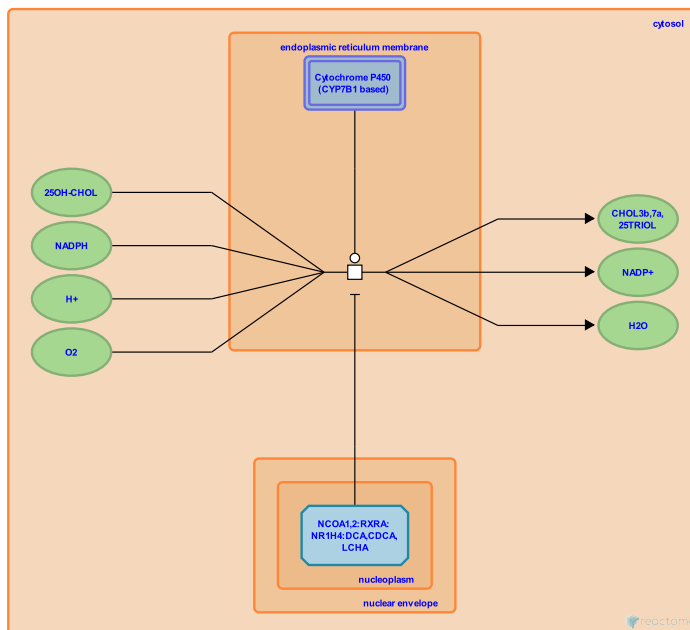 cytosol
endoplasmic reticulum membrane
Cytochrome P450
(CYP7B1 based)
25OH-CHOL
NADPH
H+
O2
CHOL3b,7a,
25TRIOL
NADP+
H2O
NCOA1,2:RXRA:
NR1H4:DCA,CDCA,
LCHA
nucleoplasm
nuclear envelope
reactome